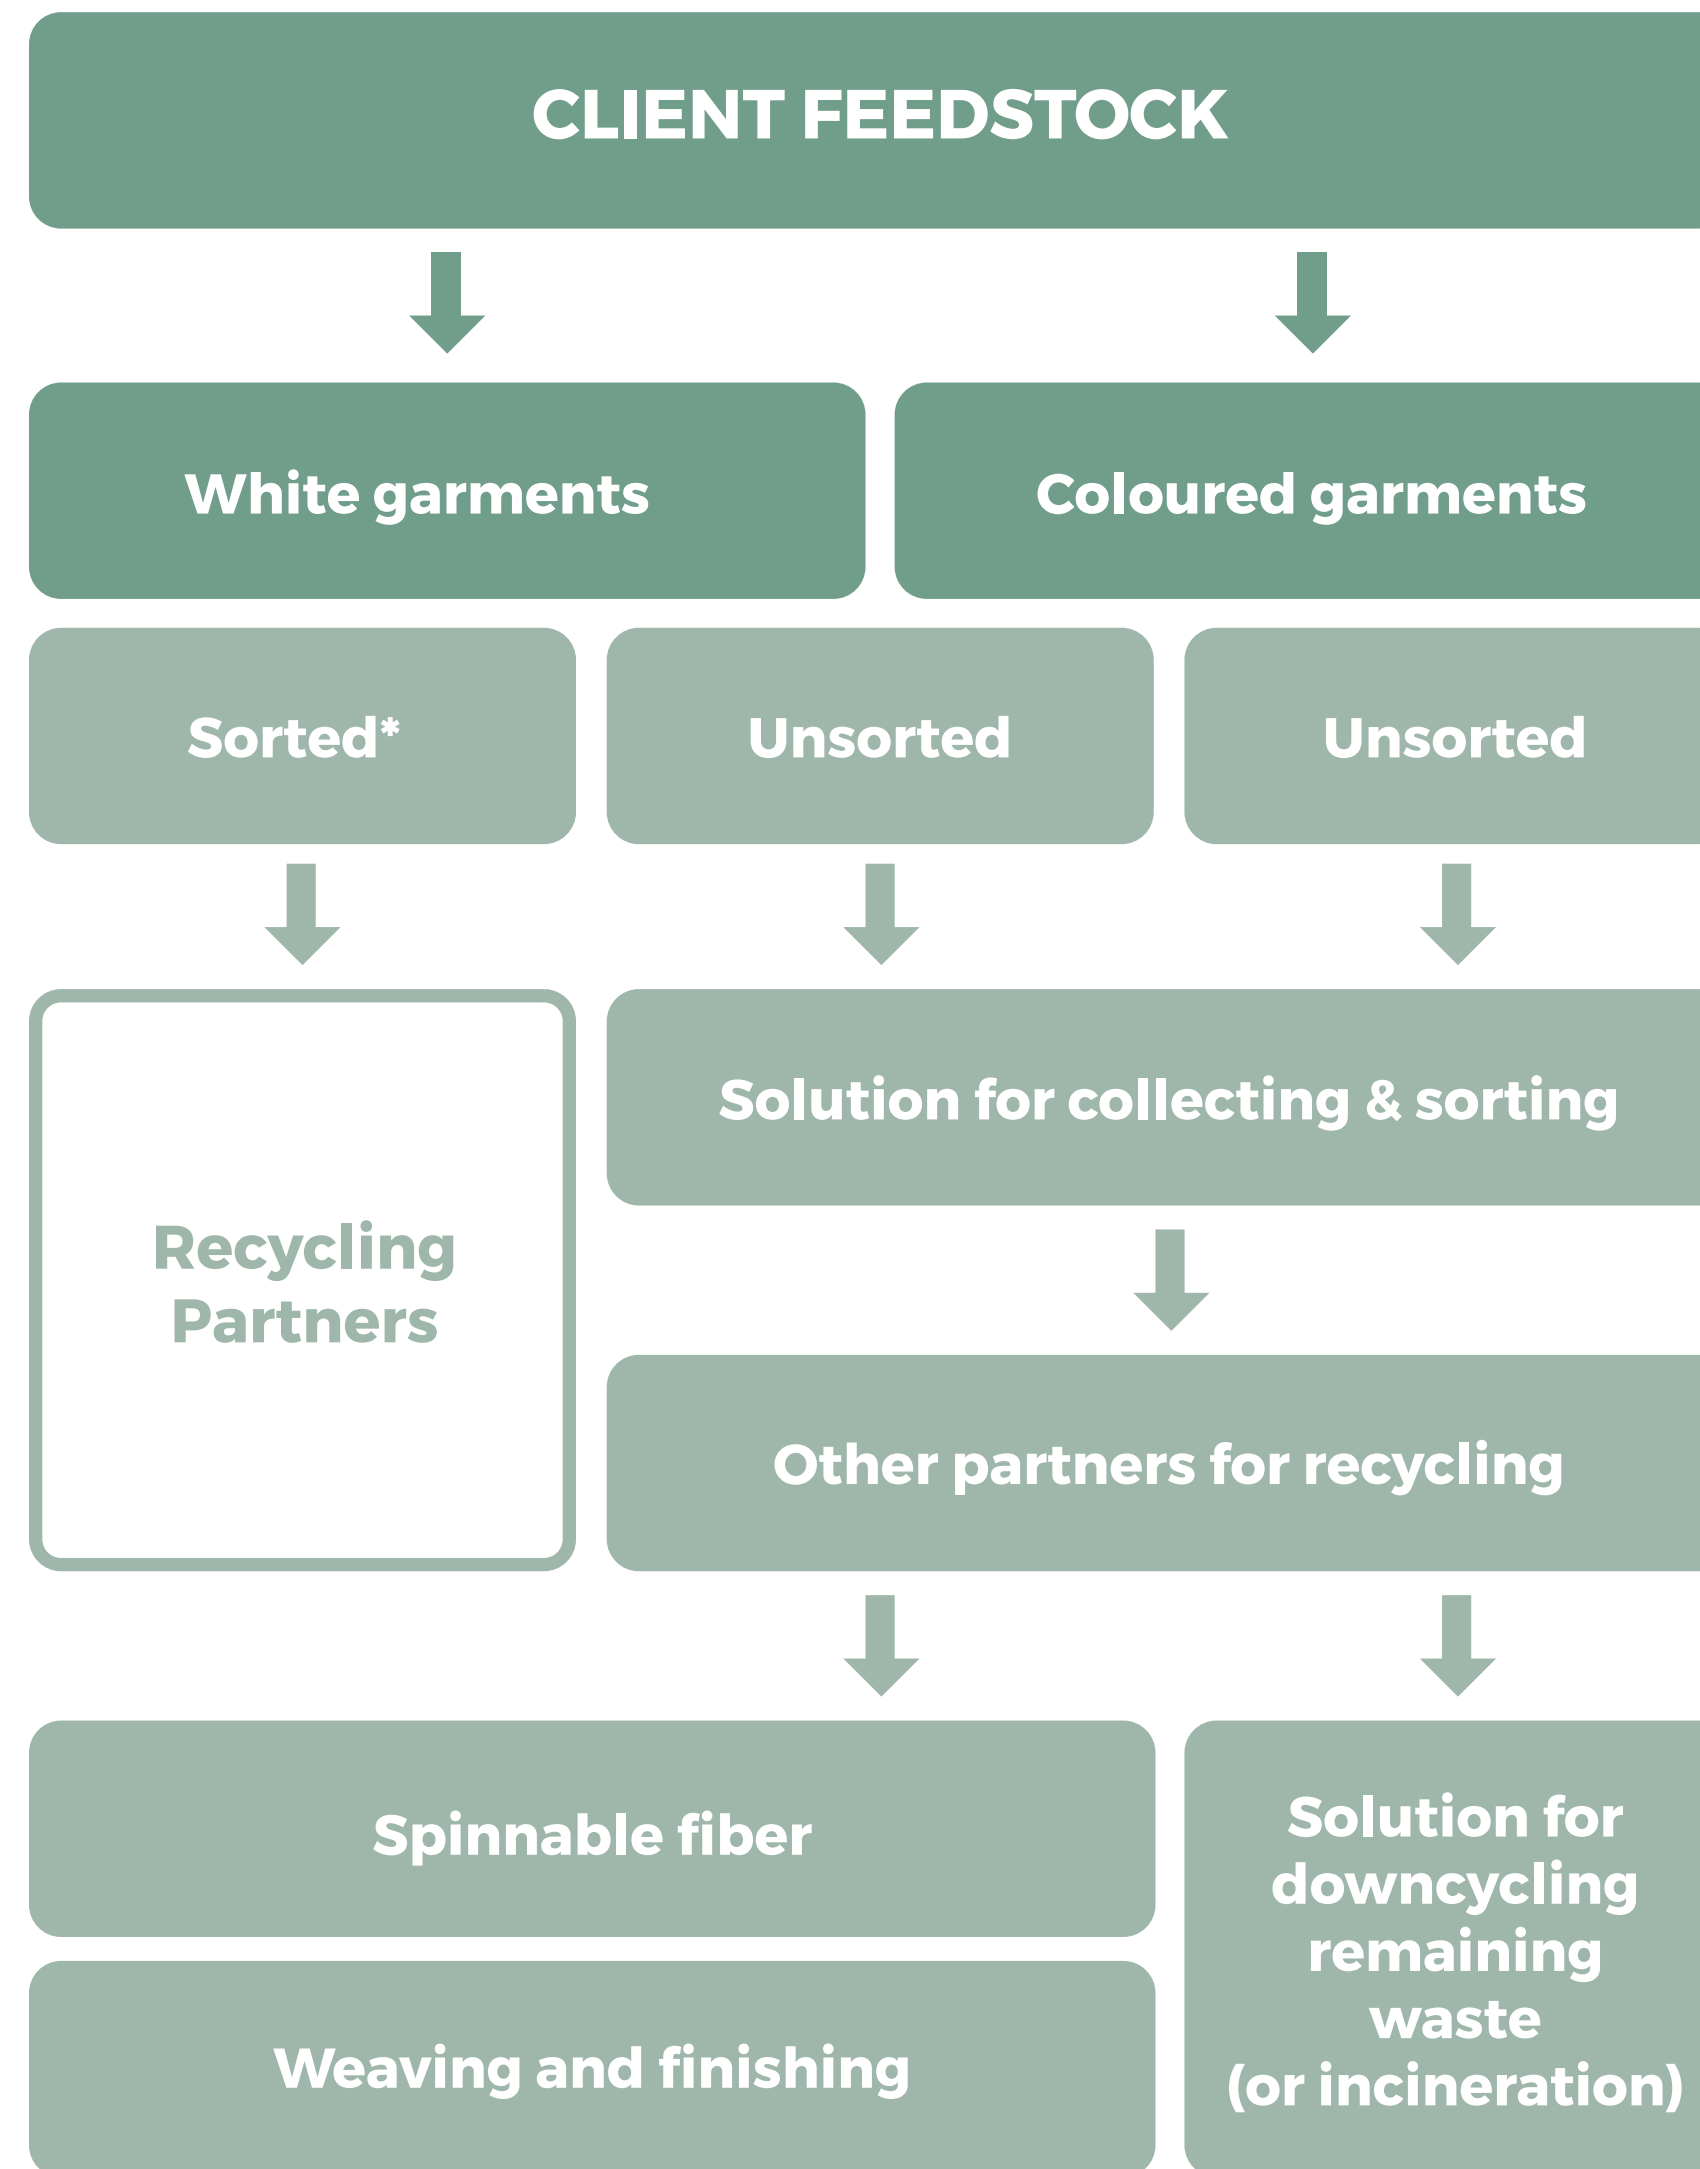 CLIENT FEEDSTOCK
White garments
Coloured garments
Sorted*
Unsorted
Unsorted
Recycling
Partners
Solution for collecting & sorting
Other partners for recycling
Spinnable fiber
Weaving and finishing
Solution for
downcycling
remaining
waste
(or incineration)